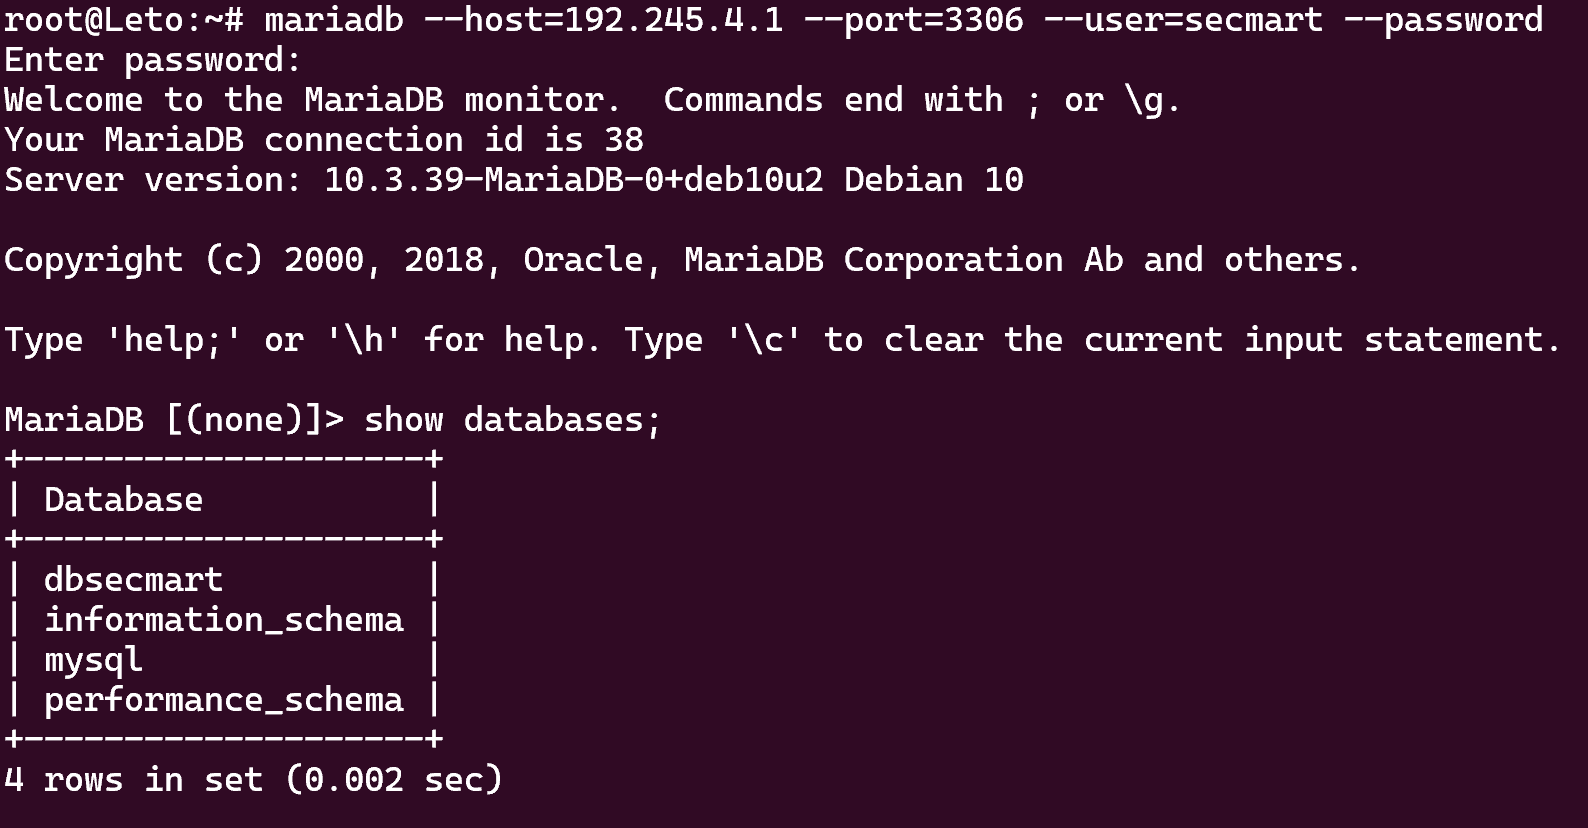 root@Leto:~# mariadb --host=192.245.4.1 --port=3306 --user=secmart --password
Enter password:
Welcome to the MariaDB monitor.  Commands end with ; or \g.
Your MariaDB connection id is 38
Server version: 10.3.39-MariaDB-0+deb10u2 Debian 10

Copyright (c) 2000, 2018, Oracle, MariaDB Corporation Ab and others.

Type 'help;' or '\h' for help. Type '\c' to clear the current input statement.

MariaDB [(none)]> show databases;
+--------------------+
| Database           |
+--------------------+
| dbsecmart          |
| information_schema |
| mysql              |
| performance_schema |
+--------------------+
4 rows in set (0.002 sec)